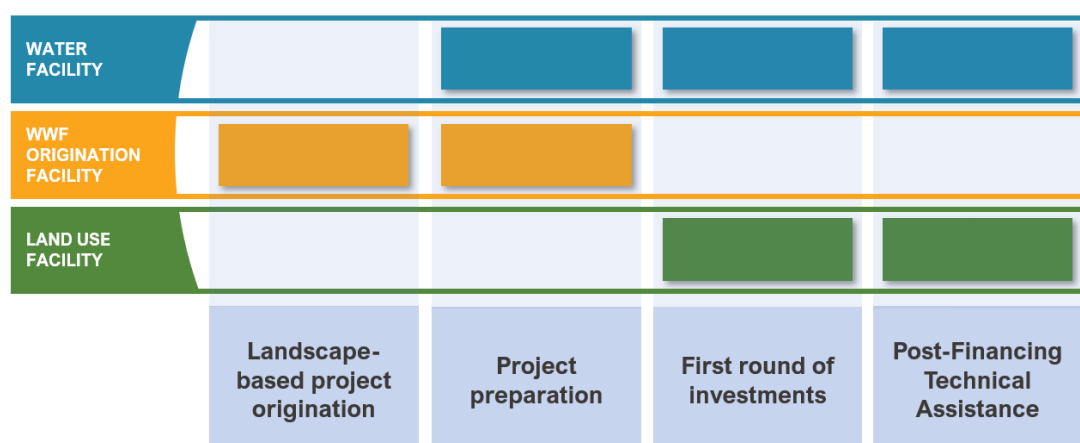 WATER
FACILITY
WWF
ORIGINATION
FACILITY
LAND USE
FACILITY
Landscape-
based project
origination
Project
preparation
First round of
investments
Post-Financing
Technical
Assistance